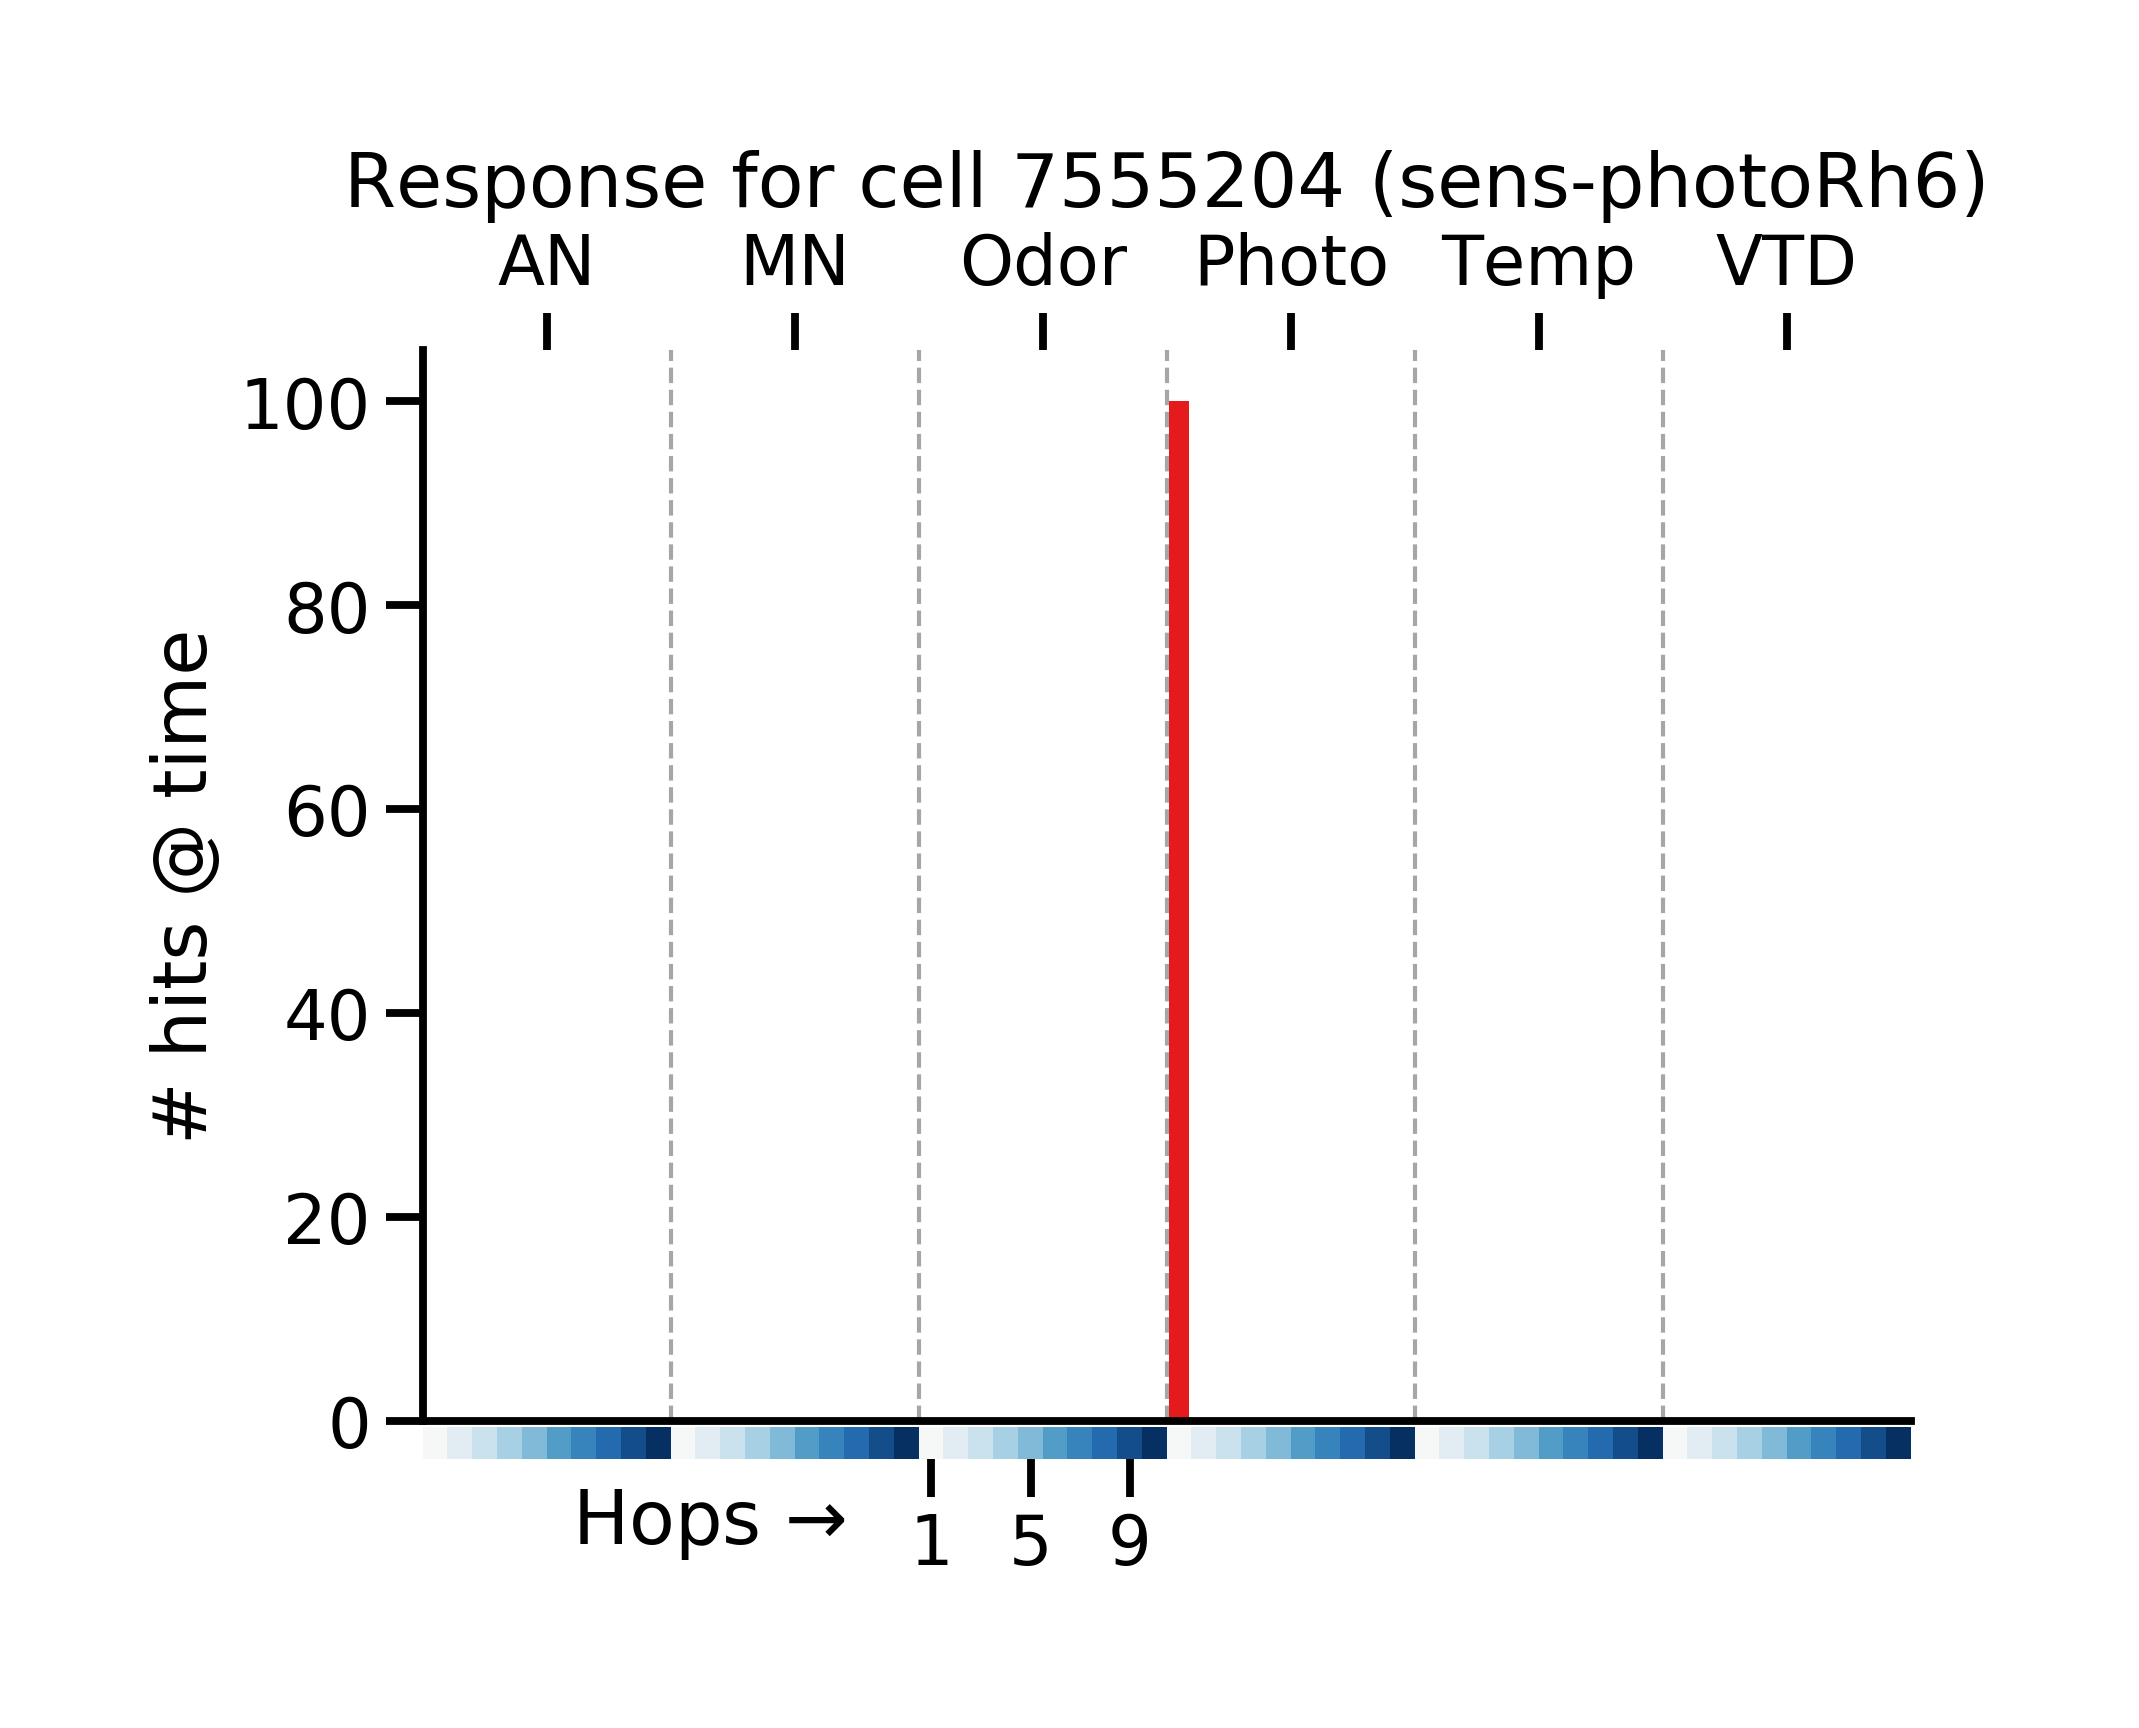 Response for cell 7555204 (sens-photoRh6)
AN MN Odor Photo Temp VTD
100
80
60
40
20
0
# hits @ time
Hops → 1 5 9